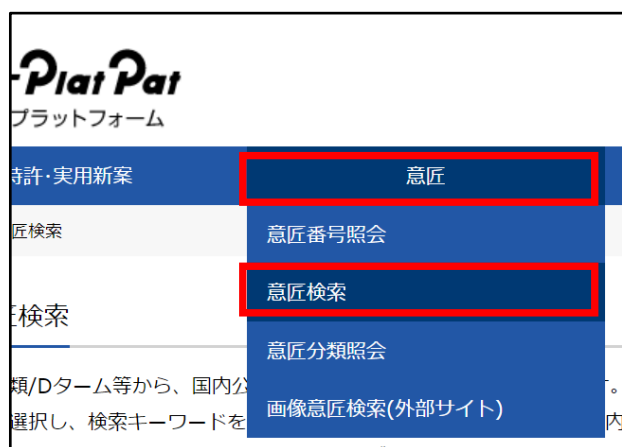 -PlatPat
プラットフォーム
特許・実用新案
意匠
匠検索
意匠番号照会
意匠検索
匠検索
意匠分類照会
類/Dターム等から、国内公
す。
画像意匠検索(外部サイト)
選択し、検索キーワードを
内